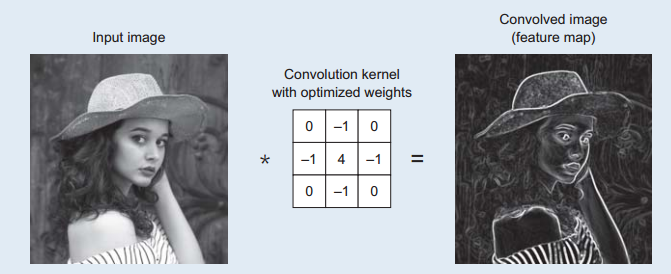 Input image
Convolution kernel
with optimized weights
*
0 –1 0
–1 4 –1
0 –1 0
=
Convolved image
(feature map)